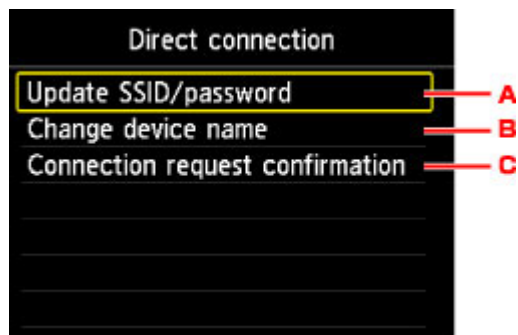 Direct connection
Update SSID/password A
Change device name B
Connection request confirmation C